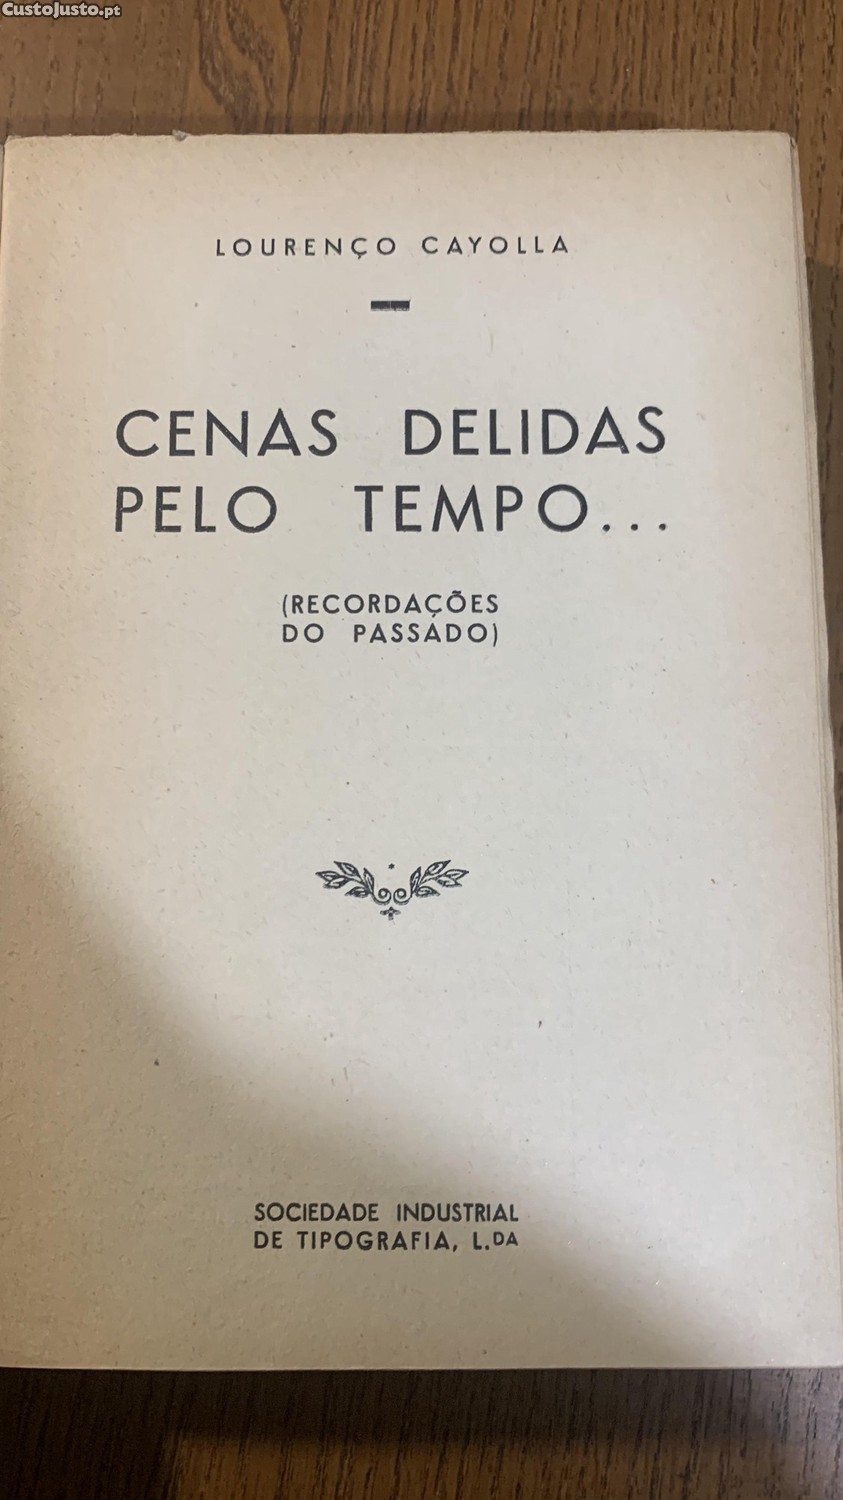 CustoJusto.pt
LOURENÇO CAYOLLA
CENAS DELIDAS
PELO TEMPO...
(RECORDAÇÕES
DO PASSADO)
SOCIEDADE INDUSTRIAL
DE TIPOGRAFIA, L.DA